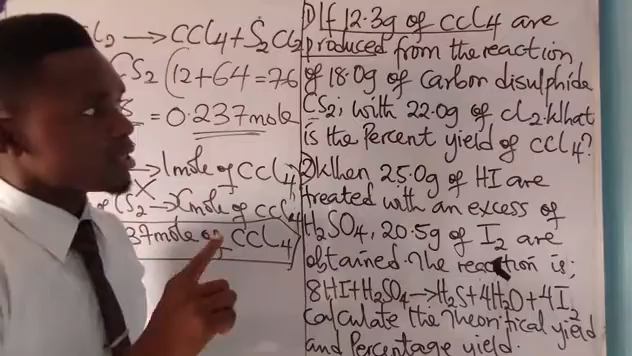 l2 → CCl4 + S2Cl2
CS2 (12+64=76
= 0.237mole
→ 1mole of CCl4
CS2 → X mole of CCl4
37mole of CCl4
1) If 12.3g of CCl4 are
produced from the reaction
of 18.0g of Carbon disulphide
CS2; with 22.0g of Cl2. What
is the Percent yield of CCl4?
2) When 25.0g of HI are
treated with an excess of
H2SO4, 20.5g of I2 are
obtained. The reaction is;
8HI+H2SO4→H2S+4H2O+4I2
Calculate the Theoritical yield
and Percentage yield.